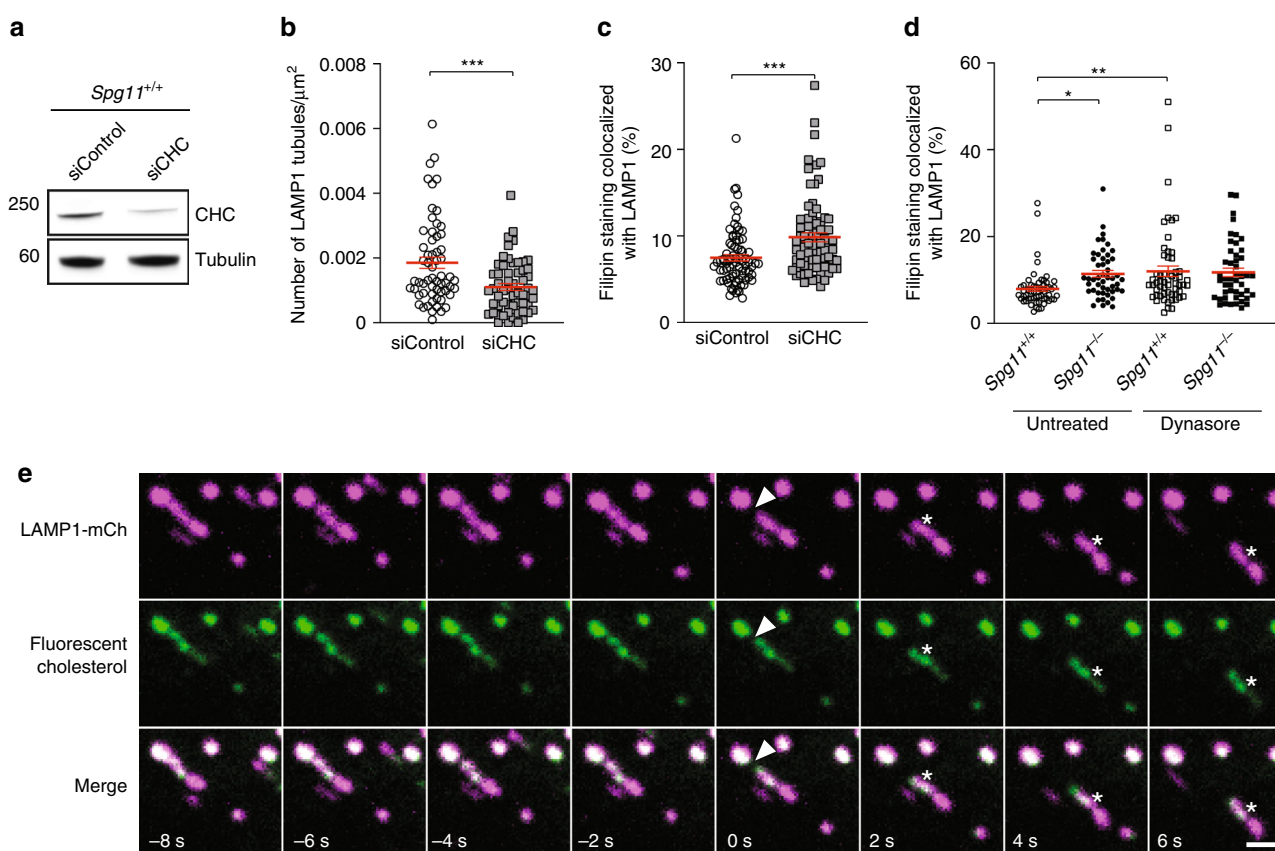 a
Spg11+/+
siControl
siCHC
250
CHC
60
Tubulin
b
Number of LAMP1 tubules/μm2
0.008
0.006
0.004
0.002
0
***
siControl
siCHC
c
Filipin staining colocalized
with LAMP1 (%)
30
20
10
0
***
siControl
siCHC
d
Filipin staining colocalized
with LAMP1 (%)
60
40
20
0
**
*
Spg11+/+
Spg11–/–
Spg11+/+
Spg11–/–
Untreated
Dynasore
e
LAMP1-mCh
* * *
Fluorescent
cholesterol
* * *
Merge
* * *
–8 s
–6 s
–4 s
–2 s
0 s
2 s
4 s
6 s